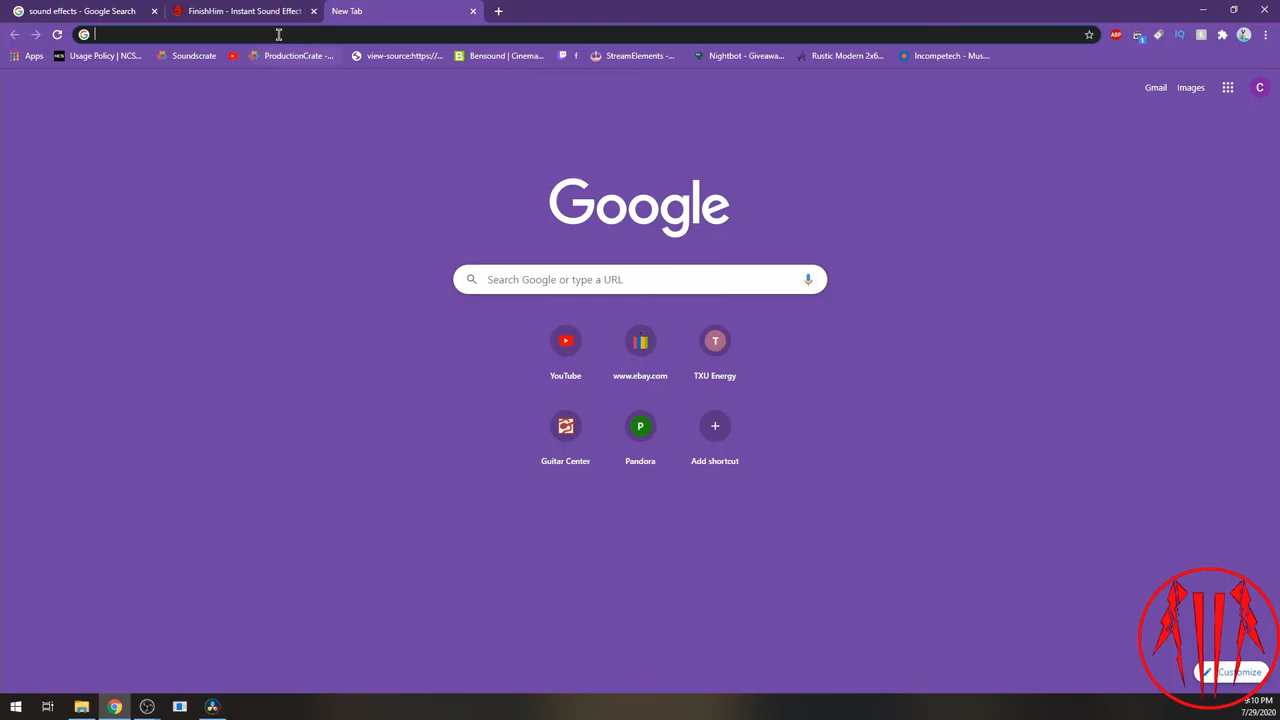 sound effects - Google Search
FinishHim - Instant Sound Effect
New Tab
Apps
Usage Policy | NCS...
Soundscrate
ProductionCrate -...
view-source:https://...
Bensound | Cinema...
f
StreamElements -...
Nightbot - Giveawa...
Rustic Modern 2x6...
Incompetech - Mus...
Gmail
Images
C
Google
Search Google or type a URL
YouTube
www.ebay.com
T
TXU Energy
Guitar Center
P
Pandora
Add shortcut
Customize
9:10 PM
7/29/2020